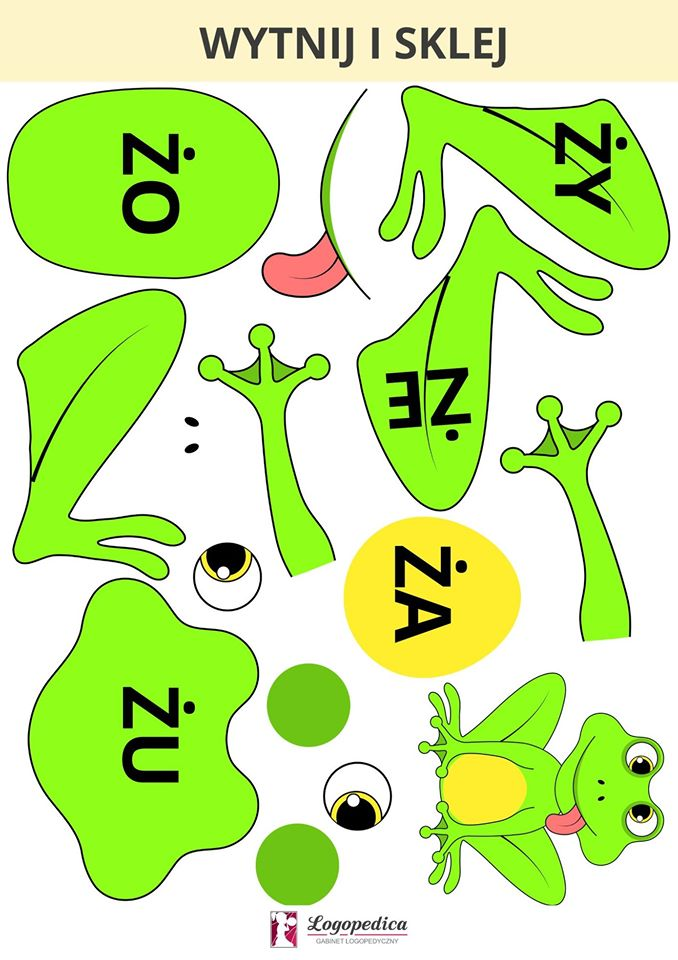 WYTNIJ I SKLEJ
ŻO
ŻY
ŻE
ŻA
ŻU
Logopedica
GABINET LOGOPEDYCZNY